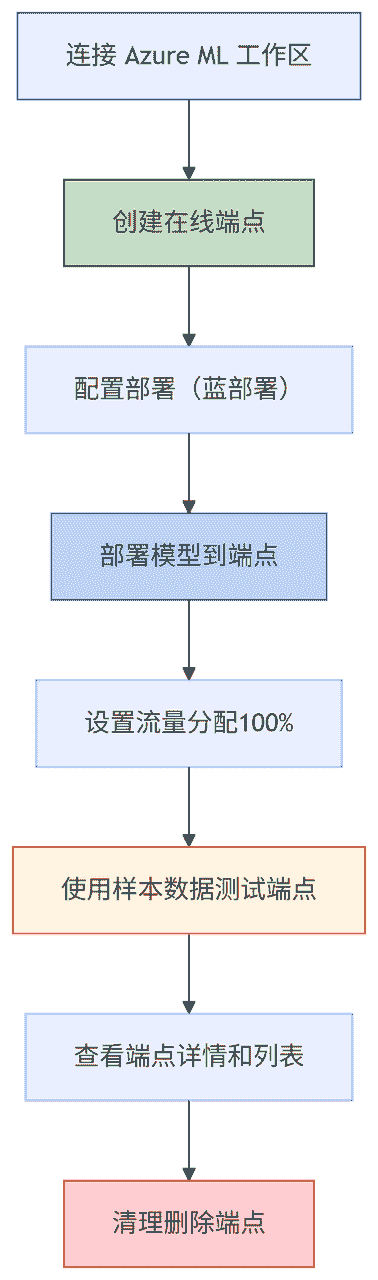 连接 Azure ML 工作区
创建在线端点
配置部署（蓝部署）
部署模型到端点
设置流量分配100%
使用样本数据测试端点
查看端点详情和列表
清理删除端点